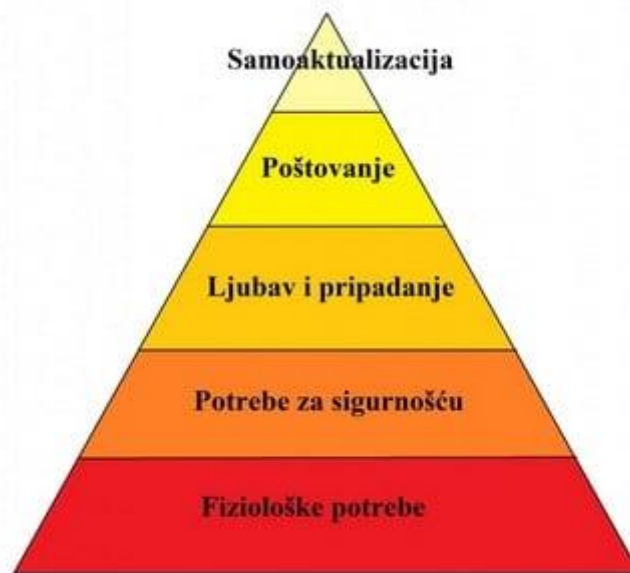 Samoaktualizacija
Poštovanje
Ljubav i pripadanje
Potrebe za sigurnošću
Fiziološke potrebe